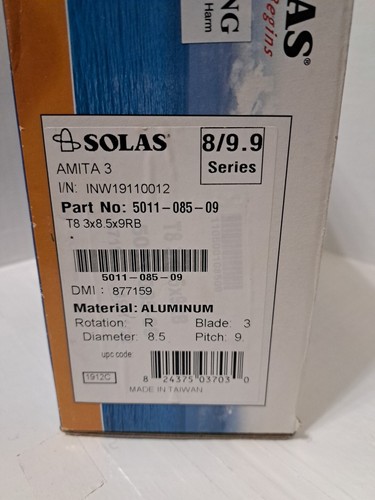 NG
Harm
AS®
Begins
SOLAS®
8/9.9
Series
AMITA 3
I/N: INW19110012
Part No: 5011-085-09
T8 3x8.5x9RB
5011-085-09
DMI : 877159
Material: ALUMINUM
Rotation: R Blade: 3
Diameter: 8.5 Pitch: 9.
upc code:
1912C
8 24375 03703 0
MADE IN TAIWAN